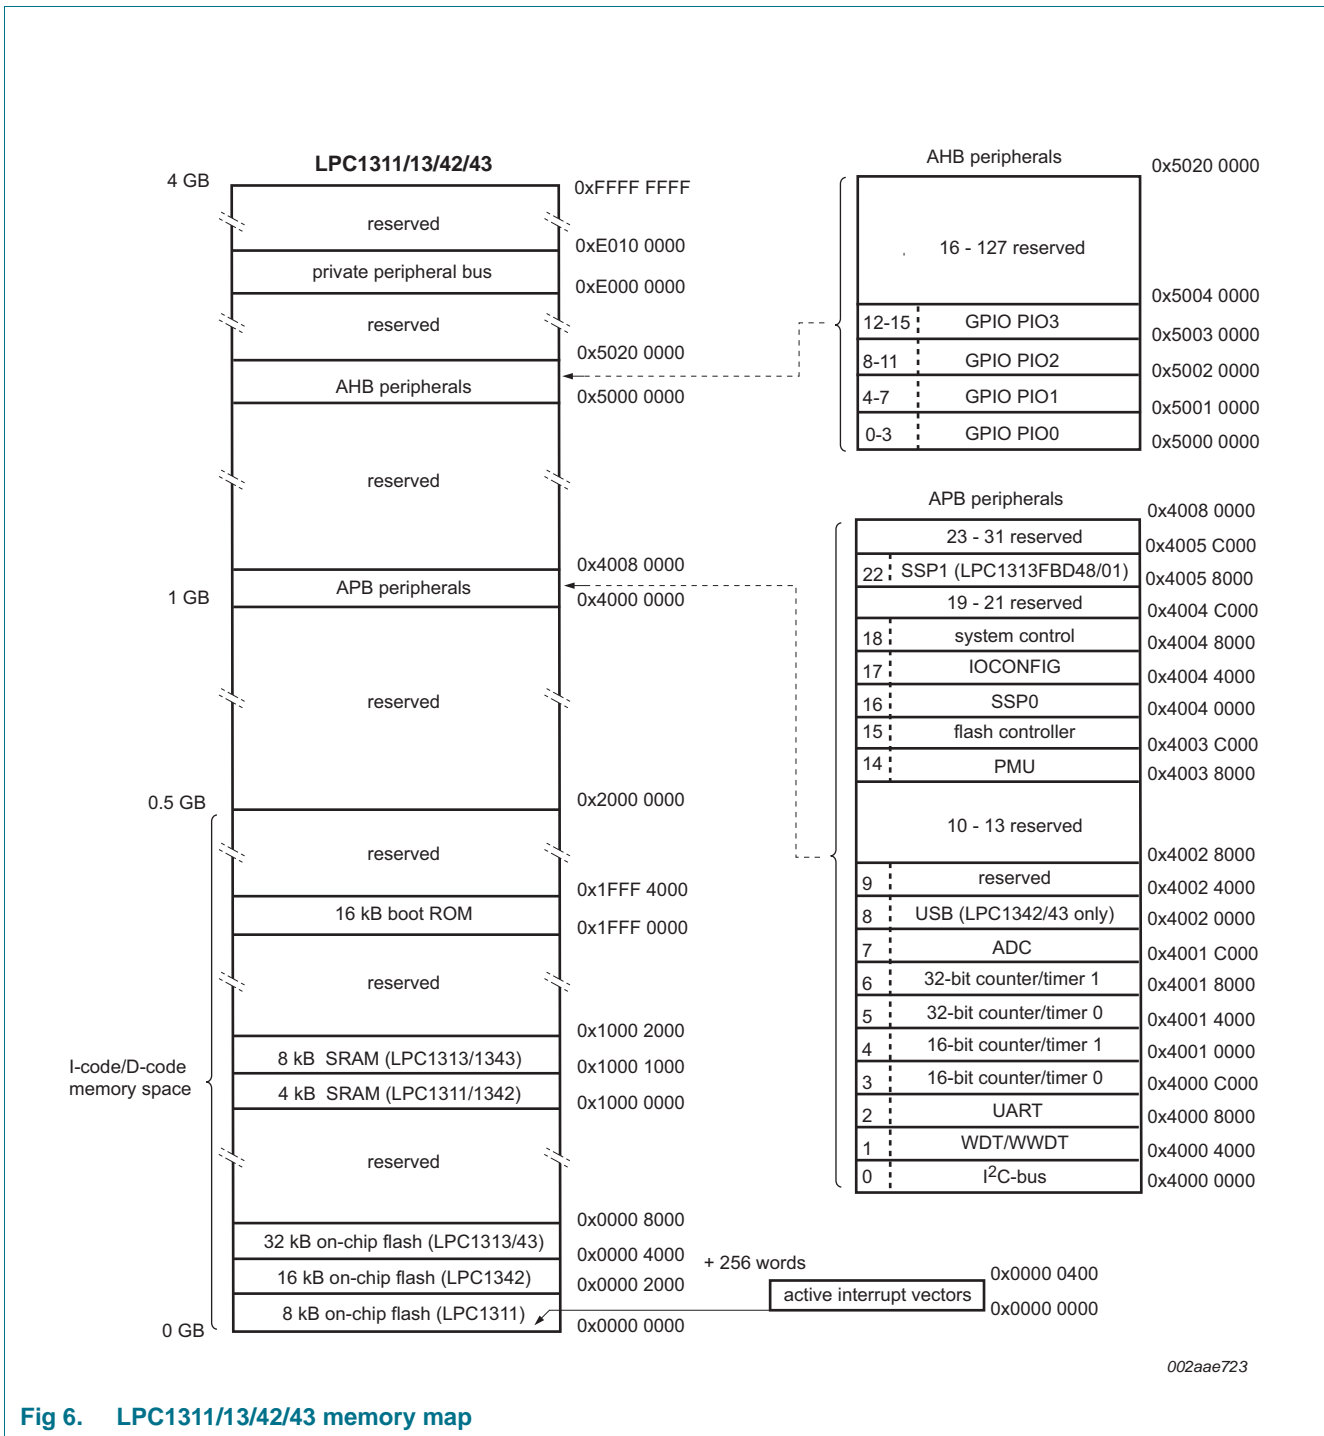 LPC1311/13/42/43
4 GB
0xFFFF FFFF
reserved
0xE010 0000
private peripheral bus
0xE000 0000
reserved
0x5020 0000
AHB peripherals
0x5000 0000
reserved
0x4008 0000
APB peripherals
1 GB
0x4000 0000
reserved
0.5 GB
0x2000 0000
reserved
0x1FFF 4000
16 kB boot ROM
0x1FFF 0000
reserved
0x1000 2000
8 kB SRAM (LPC1313/1343)
0x1000 1000
I-code/D-code
memory space
4 kB SRAM (LPC1311/1342)
0x1000 0000
reserved
0x0000 8000
32 kB on-chip flash (LPC1313/43)
0x0000 4000
16 kB on-chip flash (LPC1342)
0x0000 2000
8 kB on-chip flash (LPC1311)
0 GB
0x0000 0000
+ 256 words
active interrupt vectors
0x0000 0400
0x0000 0000
AHB peripherals
0x5020 0000
16 - 127 reserved
0x5004 0000
12-15 GPIO PIO3
0x5003 0000
8-11 GPIO PIO2
0x5002 0000
4-7 GPIO PIO1
0x5001 0000
0-3 GPIO PIO0
0x5000 0000
APB peripherals
0x4008 0000
23 - 31 reserved
0x4005 C000
22 SSP1 (LPC1313FBD48/01)
0x4005 8000
19 - 21 reserved
0x4004 C000
18 system control
0x4004 8000
17 IOCONFIG
0x4004 4000
16 SSP0
0x4004 0000
15 flash controller
0x4003 C000
14 PMU
0x4003 8000
10 - 13 reserved
0x4002 8000
9 reserved
0x4002 4000
8 USB (LPC1342/43 only)
0x4002 0000
7 ADC
0x4001 C000
6 32-bit counter/timer 1
0x4001 8000
5 32-bit counter/timer 0
0x4001 4000
4 16-bit counter/timer 1
0x4001 0000
3 16-bit counter/timer 0
0x4000 C000
2 UART
0x4000 8000
1 WDT/WWDT
0x4000 4000
0 I2C-bus
0x4000 0000
002aae723
Fig 6. LPC1311/13/42/43 memory map